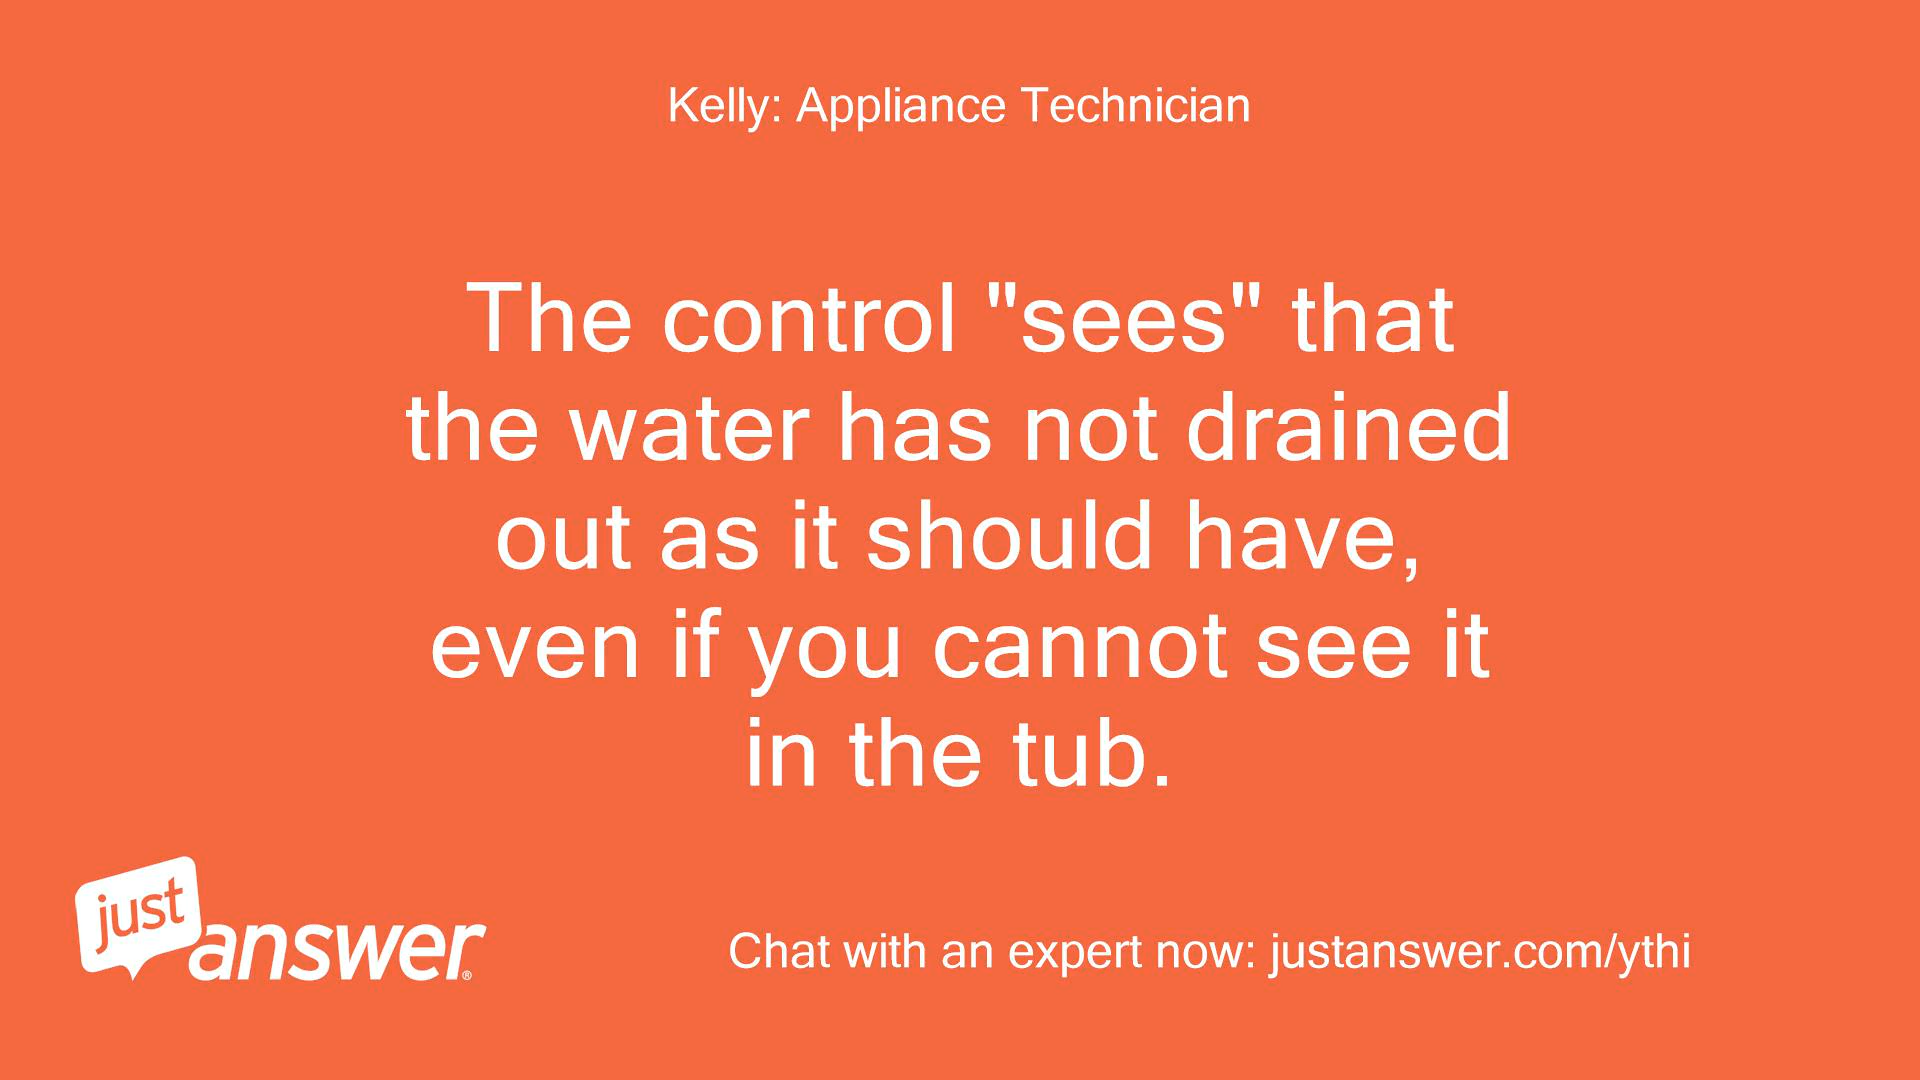 Kelly: Appliance Technician
The control "sees" that
the water has not drained
out as it should have,
even if you cannot see it
in the tub.
just
answer®
Chat with an expert now: justanswer.com/ythi